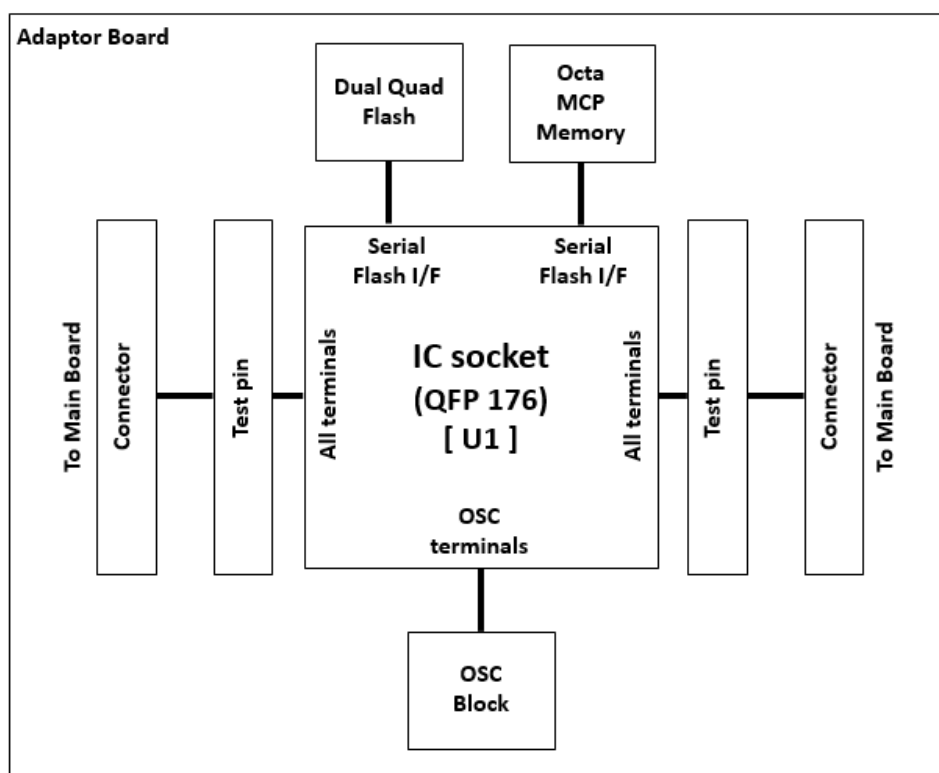 Adaptor Board
Dual Quad
Flash
Octa
MCP
Memory
Serial
Flash I/F
Serial
Flash I/F
To Main Board
Connector
Test pin
All terminals
IC socket
(QFP 176)
[ U1 ]
All terminals
Test pin
Connector
To Main Board
OSC
terminals
OSC
Block